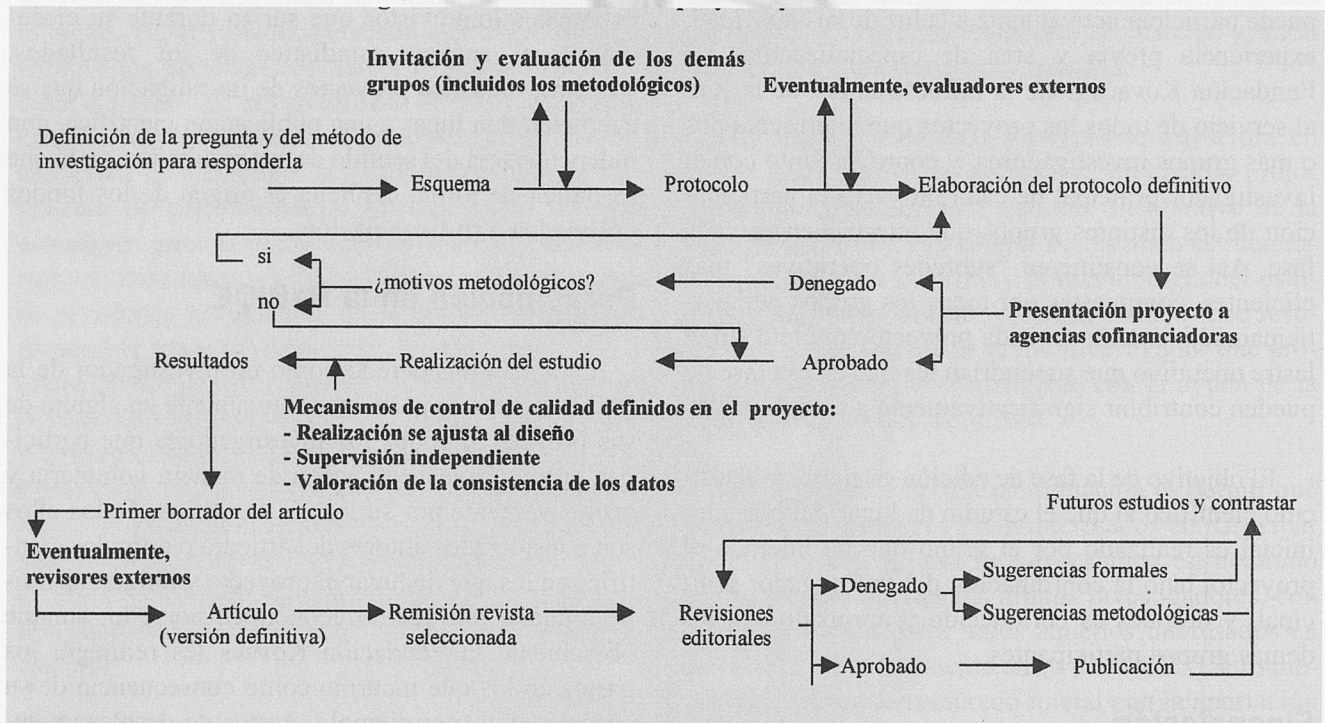 Invitación y evaluación de los demás
grupos (incluidos los metodológicos)
Eventualmente, evaluadores externos
Definición de la pregunta y del método de
investigación para responderla
Esquema
Protocolo
Elaboración del protocolo definitivo
si
no
¿motivos metodológicos?
Denegado
Presentación proyecto a
agencias cofinanciadoras
Resultados
Realización del estudio
Aprobado
Mecanismos de control de calidad definidos en el proyecto:
- Realización se ajusta al diseño
- Supervisión independiente
- Valoración de la consistencia de los datos
Primer borrador del artículo
Futuros estudios y contrastar
Eventualmente,
revisores externos
Artículo
(versión definitiva)
Remisión revista
seleccionada
Revisiones
editoriales
Denegado
Sugerencias formales
Sugerencias metodológicas
Aprobado
Publicación